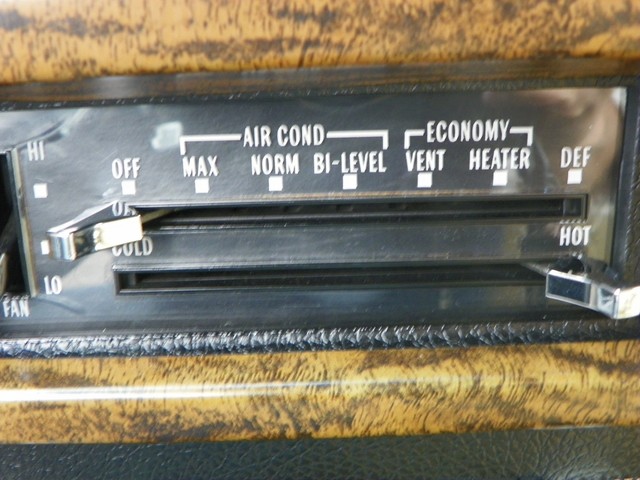 HI
AIR COND
ECONOMY
OFF MAX NORM BI-LEVEL VENT HEATER DEF
COLD HOT
LO
FAN